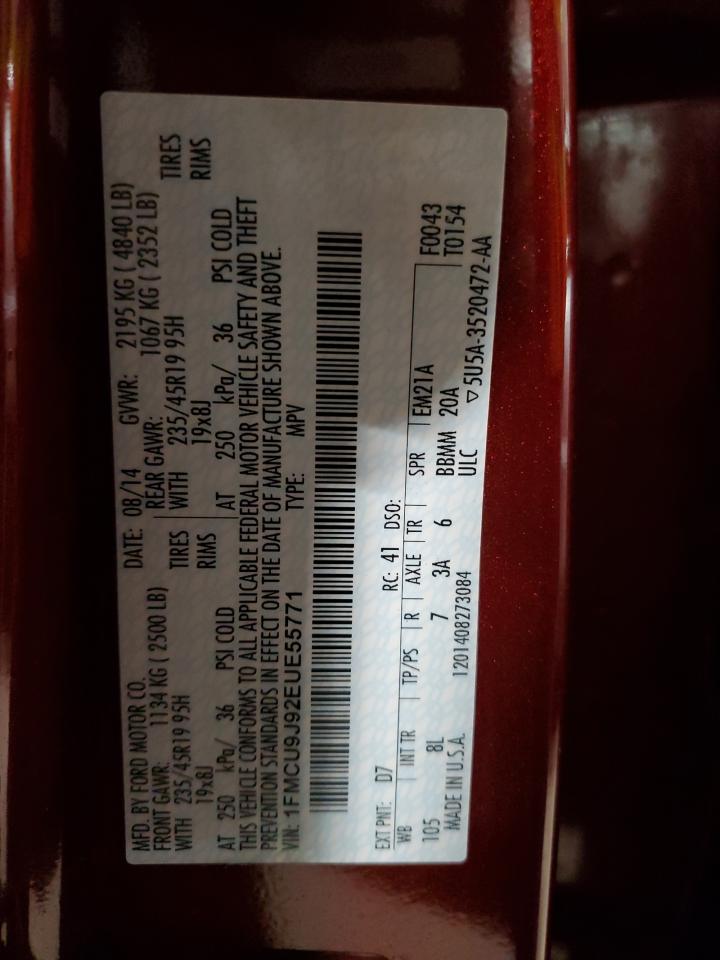 MFD. BY FORD MOTOR CO. DATE: 08/14 GVWR: 2195 KG ( 4840 LB)
FRONT GAWR: 1134 KG ( 2500 LB) REAR GAWR: 1067 KG ( 2352 LB)
WITH 235/45R19 95H TIRES WITH 235/45R19 95H TIRES
19x8J RIMS 19x8J RIMS
AT 250 kPa/ 36 PSI COLD AT 250 kPa/ 36 PSI COLD
THIS VEHICLE CONFORMS TO ALL APPLICABLE FEDERAL MOTOR VEHICLE SAFETY AND THEFT
PREVENTION STANDARDS IN EFFECT ON THE DATE OF MANUFACTURE SHOWN ABOVE.
VIN: 1FMCU9J92EUE55771 TYPE: MPV
EXT PNT: D7 RC: 41 DSO:
WB INT TR TP/PS R AXLE TR SPR EM21A F0043
105 8L 7 3A 6 BBMM 20A T0154
MADE IN U.S.A. 1201408273084 ULC ▽5U5A-3520472-AA